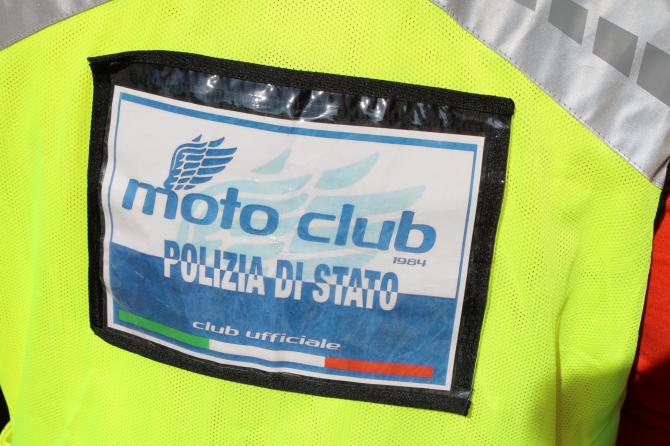 moto club
1984
POLIZIA DI STATO
club ufficiale